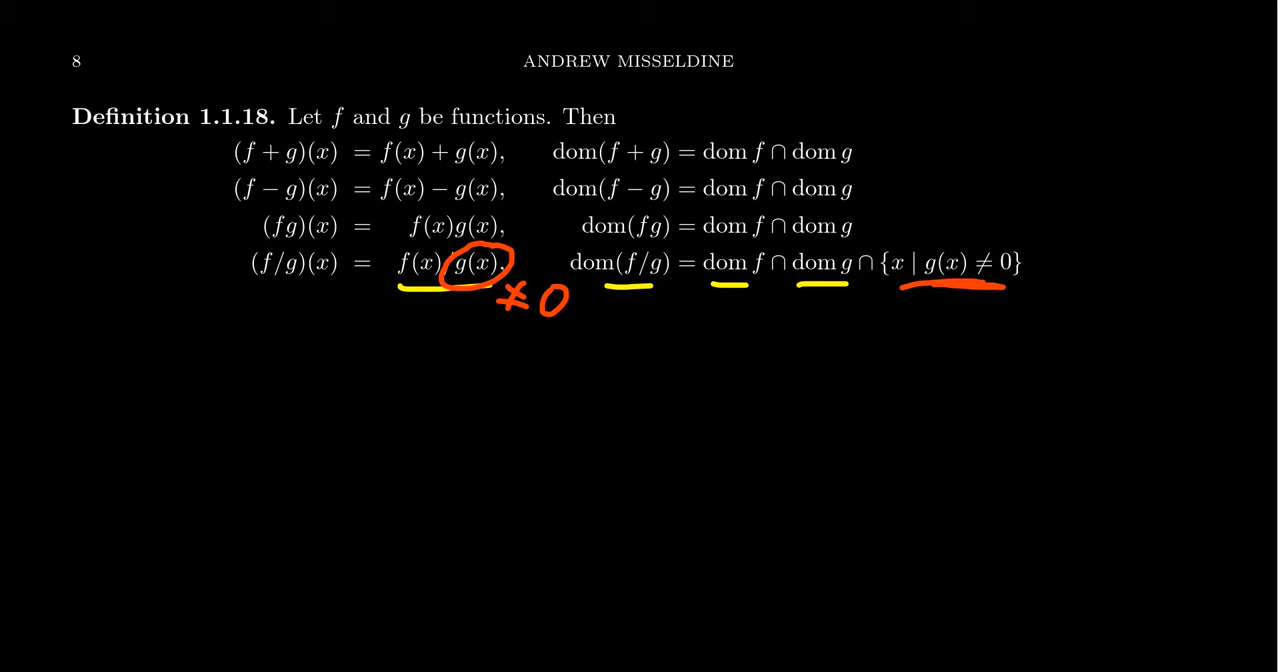 8
ANDREW MISSELDINE
Definition 1.1.18. Let f and g be functions. Then
(f + g)(x) = f(x) + g(x), dom(f + g) = dom f ∩ dom g
(f − g)(x) = f(x) − g(x), dom(f − g) = dom f ∩ dom g
(fg)(x) = f(x)g(x), dom(fg) = dom f ∩ dom g
(f/g)(x) = f(x)/g(x), dom(f/g) = dom f ∩ dom g ∩ {x | g(x) ≠ 0}
≠ 0